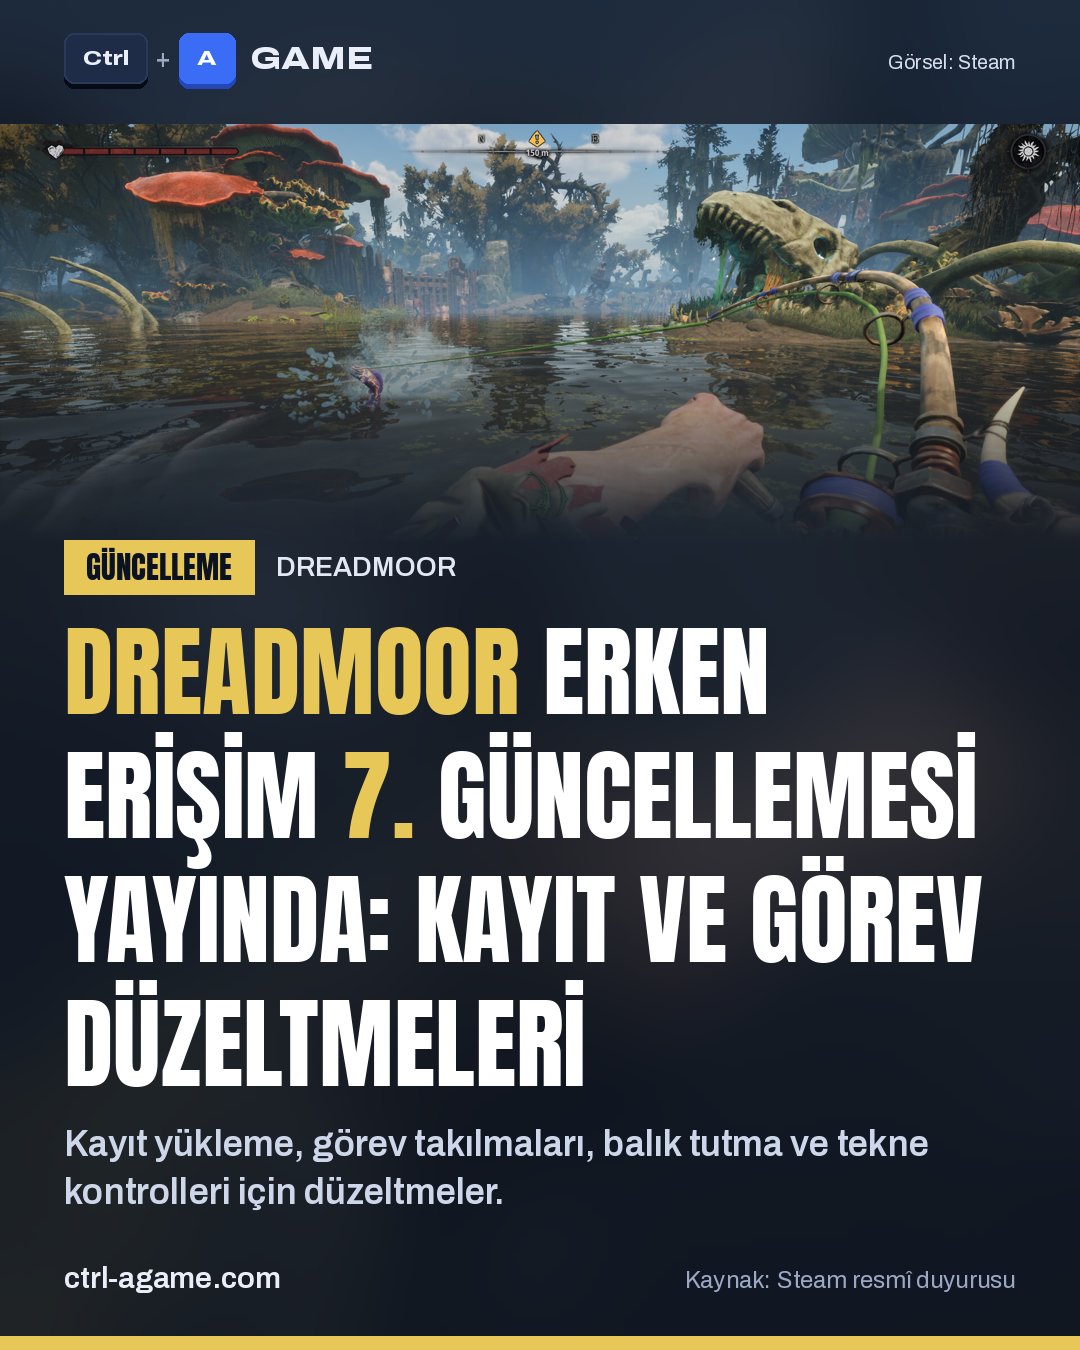 Ctrl + A GAME
Görsel: Steam
N
E
150 m
GÜNCELLEME
DREADMOOR
DREADMOOR ERKEN
ERİŞİM 7. GÜNCELLEMESİ
YAYINDA: KAYIT VE GÖREV
DÜZELTMELERİ
Kayıt yükleme, görev takılmaları, balık tutma ve tekne
kontrolleri için düzeltmeler.
ctrl-agame.com
Kaynak: Steam resmî duyurusu